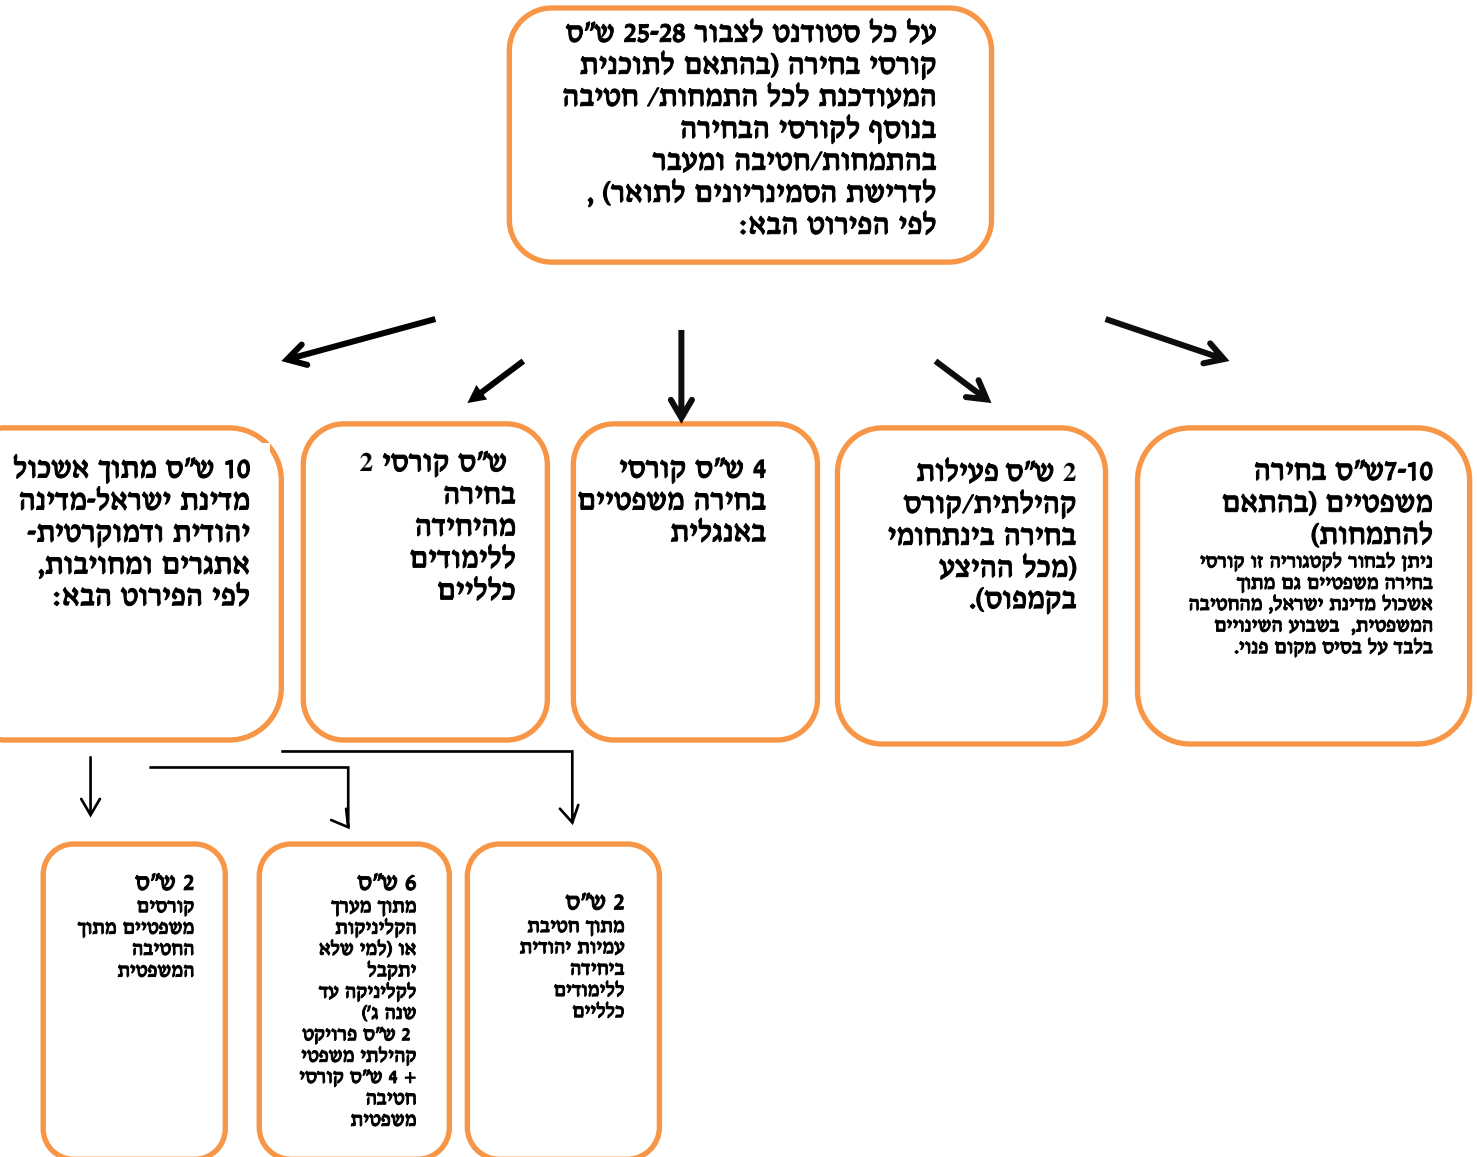 על כל סטודנט לצבור 25-28 ש"ס
קורסי בחירה (בהתאם לתוכנית
המעודכנת לכל התמחות/ חטיבה
בנוסף לקורסי הבחירה
בהתמחות/חטיבה ומעבר
לדרישת הסמינריונים לתואר) ,
לפי הפירוט הבא:
7-10ש"ס בחירה
משפטיים (בהתאם
להתמחות)
ניתן לבחור לקטגוריה זו קורסי
בחירה משפטיים גם מתוך
אשכול מדינת ישראל, מהחטיבה
המשפטית, בשבוע השינויים
בלבד על בסיס מקום פנוי.
2 ש"ס פעילות
קהילתית/קורס
בחירה בינתחומי
(מכל ההיצע
בקמפוס).
4 ש"ס קורסי
בחירה משפטיים
באנגלית
ש"ס קורסי 2
בחירה
מהיחידה
ללימודים
כלליים
10 ש"ס מתוך אשכול
מדינת ישראל-מדינה
יהודית ודמוקרטית-
אתגרים ומחויבות,
לפי הפירוט הבא:
2 ש"ס
מתוך חטיבת
עמיות יהודית
ביחידה
ללימודים
כלליים
6 ש"ס
מתוך מערך
הקליניקות
או (למי שלא
יתקבל
לקליניקה עד
שנה ג')
2 ש"ס פרויקט
קהילתי משפטי
+ 4 ש"ס קורסי
חטיבה
משפטית
2 ש"ס
קורסים
משפטיים מתוך
החטיבה
המשפטית